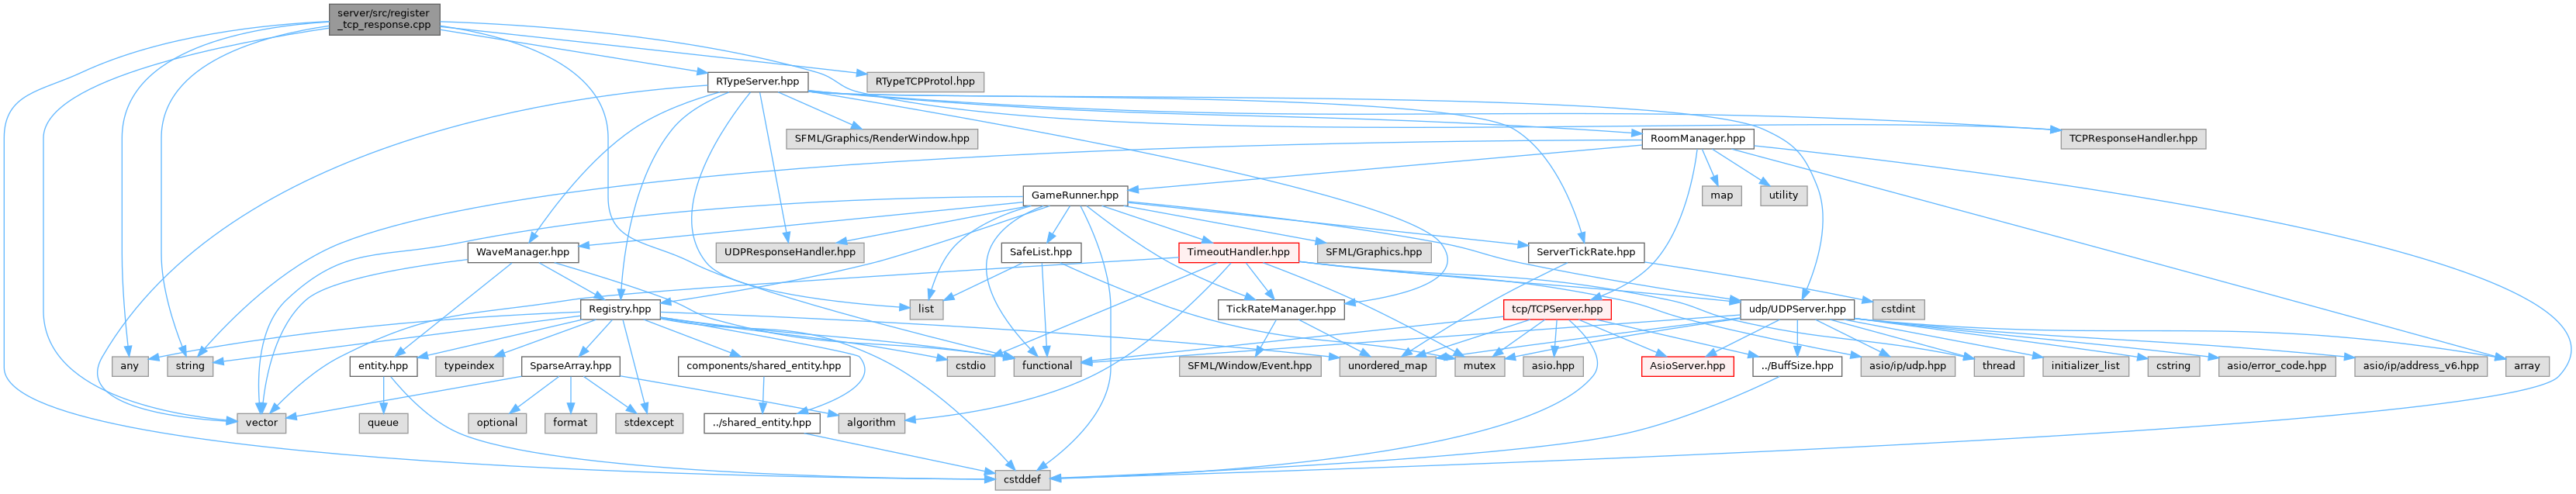 server/src/register
_tcp_response.cpp
RTypeServer.hpp
RTypeTCPProtol.hpp
SFML/Graphics/RenderWindow.hpp
RoomManager.hpp
TCPResponseHandler.hpp
GameRunner.hpp
map
utility
WaveManager.hpp
UDPResponseHandler.hpp
SafeList.hpp
TimeoutHandler.hpp
SFML/Graphics.hpp
ServerTickRate.hpp
Registry.hpp
list
TickRateManager.hpp
tcp/TCPServer.hpp
udp/UDPServer.hpp
cstdint
any
string
entity.hpp
typeindex
SparseArray.hpp
components/shared_entity.hpp
cstdio
functional
SFML/Window/Event.hpp
unordered_map
mutex
asio.hpp
AsioServer.hpp
../BuffSize.hpp
asio/ip/udp.hpp
thread
initializer_list
cstring
asio/error_code.hpp
asio/ip/address_v6.hpp
array
vector
queue
optional
format
stdexcept
../shared_entity.hpp
algorithm
cstddef